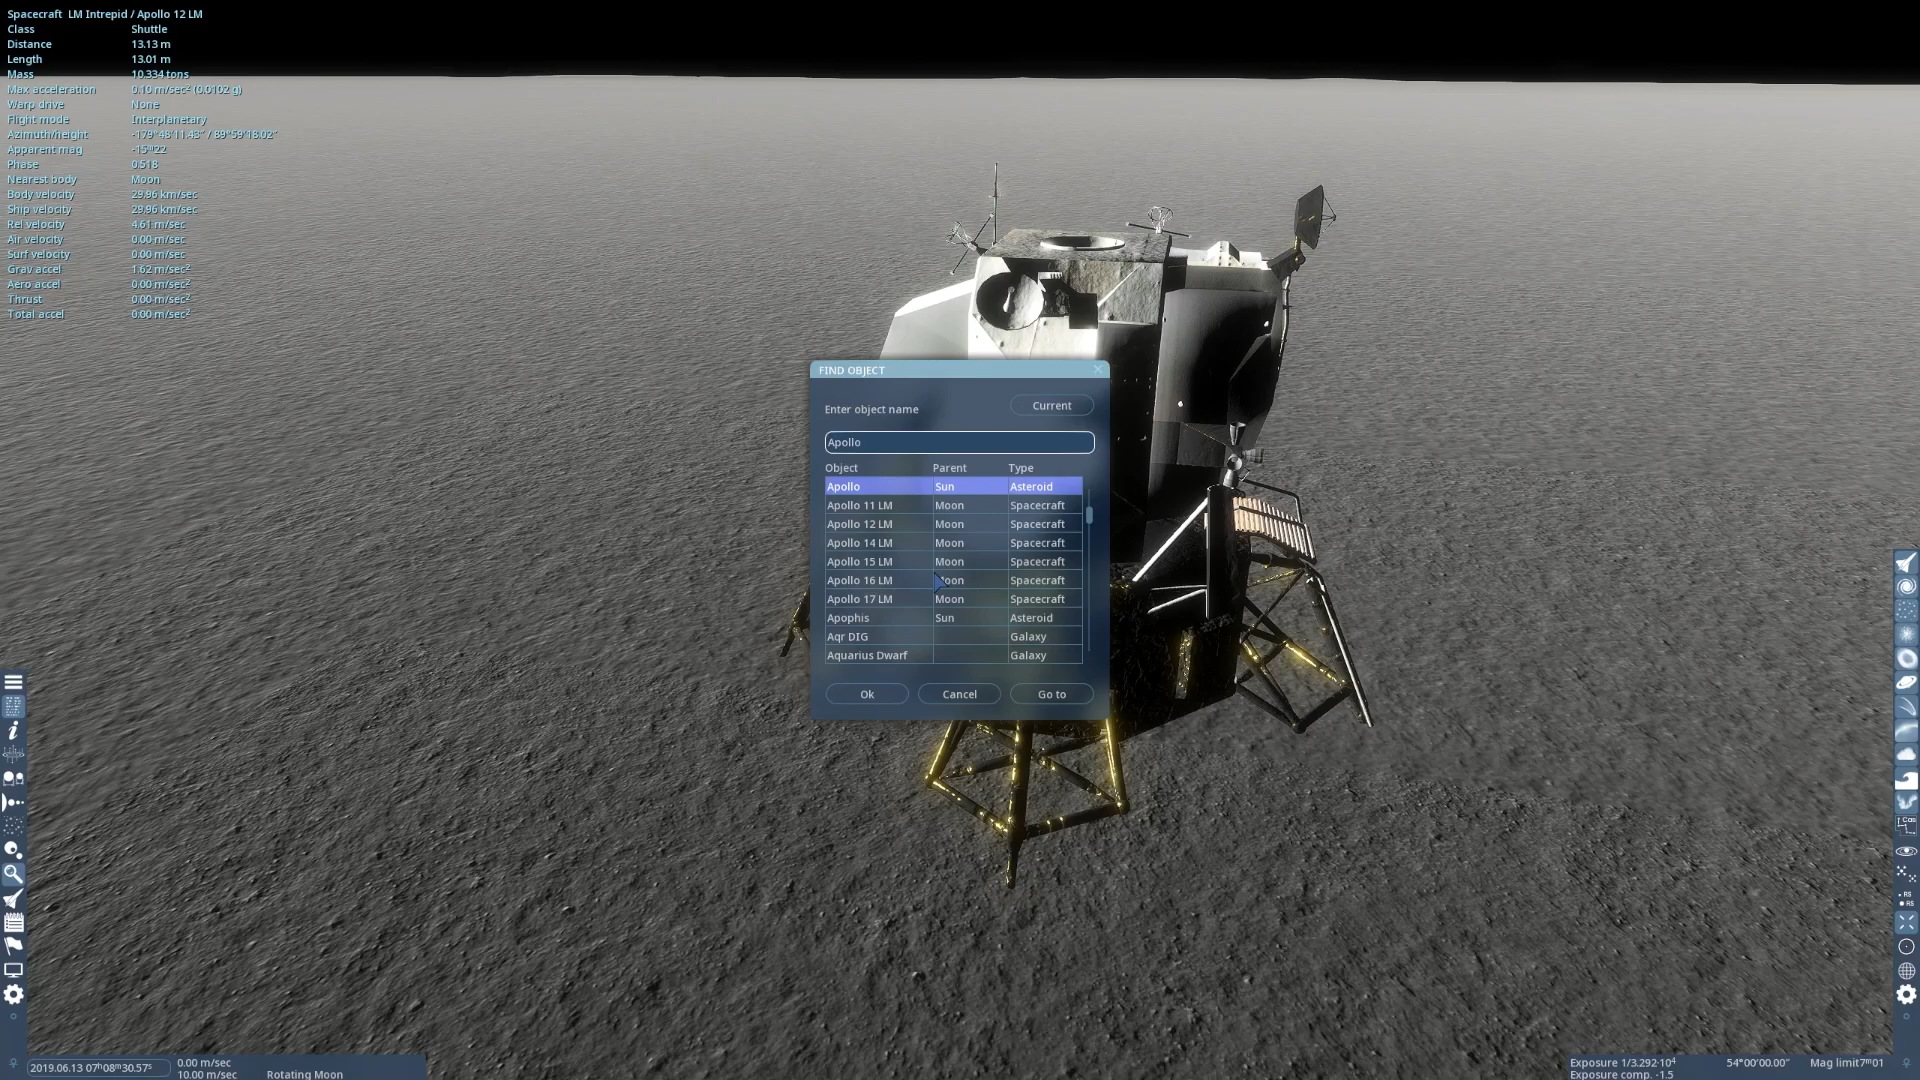 Spacecraft LM Intrepid / Apollo 12 LM
Class Shuttle
Distance 13.13 m
Length 13.01 m
Mass 10.334 tons
Max acceleration 0.10 m/sec² (0.0102 g)
Warp drive None
Flight mode Interplanetary
Azimuth/height -179°48'11.43" / 89°59'18.02"
Apparent mag -15ᵐ22
Phase 0.518
Nearest body Moon
Body velocity 29.96 km/sec
Ship velocity 29.96 km/sec
Rel velocity 4.61 m/sec
Air velocity 0.00 m/sec
Surf velocity 0.00 m/sec
Grav accel 1.62 m/sec²
Aero accel 0.00 m/sec²
Thrust 0.00 m/sec²
Total accel 0.00 m/sec²
FIND OBJECT
Enter object name Current
Apollo
Object Parent Type
Apollo Sun Asteroid
Apollo 11 LM Moon Spacecraft
Apollo 12 LM Moon Spacecraft
Apollo 14 LM Moon Spacecraft
Apollo 15 LM Moon Spacecraft
Apollo 16 LM Moon Spacecraft
Apollo 17 LM Moon Spacecraft
Apophis Sun Asteroid
Aqr DIG Galaxy
Aquarius Dwarf Galaxy
Ok Cancel Go to
Cas
RS
RS
2019.06.13 07ʰ08ᵐ30.57ˢ
0.00 m/sec
10.00 m/sec Rotating Moon
Exposure 1/3.292·10⁴ 54°00'00.00" Mag limit 7ᵐ01
Exposure comp. -1.5